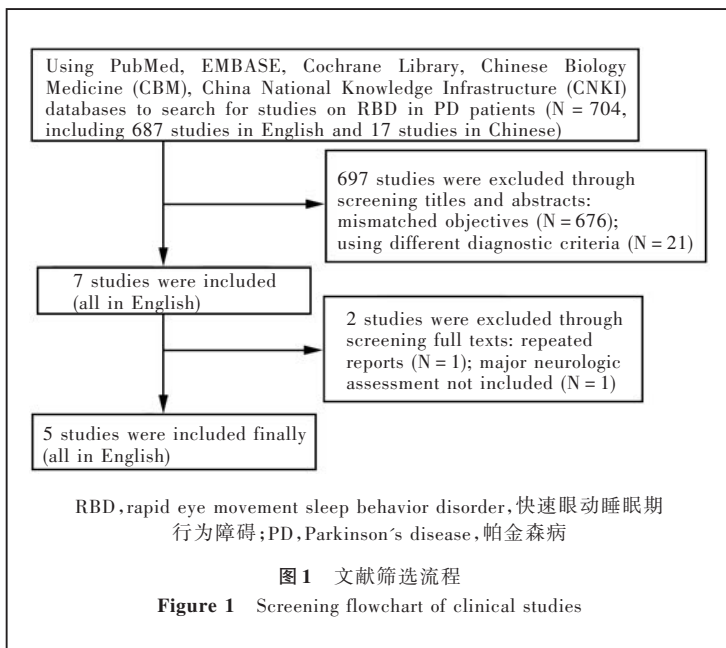 Using PubMed, EMBASE, Cochrane Library, Chinese Biology
Medicine (CBM), China National Knowledge Infrastructure (CNKI)
databases to search for studies on RBD in PD patients (N = 704,
including 687 studies in English and 17 studies in Chinese)
697 studies were excluded through
screening titles and abstracts:
mismatched objectives (N = 676);
using different diagnostic criteria (N = 21)
7 studies were included
(all in English)
2 studies were excluded through
screening full texts: repeated
reports (N = 1); major neurologic
assessment not included (N = 1)
5 studies were included finally
(all in English)
RBD,rapid eye movement sleep behavior disorder,快速眼动睡眠期
行为障碍;PD,Parkinson´s disease,帕金森病
图1 文献筛选流程
Figure 1 Screening flowchart of clinical studies